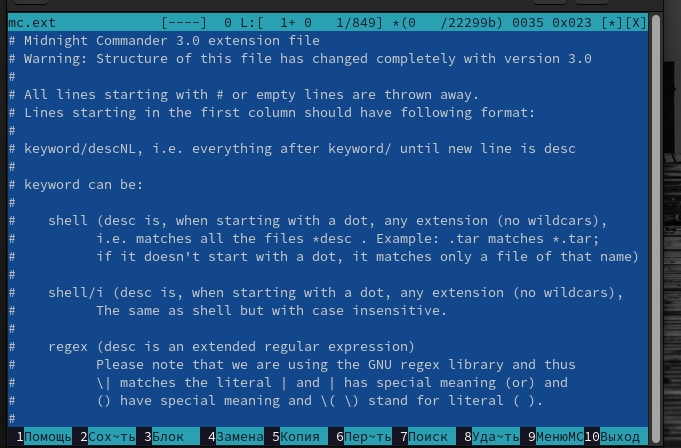 mc.ext [----] 0 L:[ 1+ 0 1/849] *(0 /22299b) 0035 0x023 [*][X]
# Midnight Commander 3.0 extension file
# Warning: Structure of this file has changed completely with version 3.0
#
# All lines starting with # or empty lines are thrown away.
# Lines starting in the first column should have following format:
#
# keyword/descNL, i.e. everything after keyword/ until new line is desc
#
# keyword can be:
#
# shell (desc is, when starting with a dot, any extension (no wildcars),
# i.e. matches all the files *desc . Example: .tar matches *.tar;
# if it doesn't start with a dot, it matches only a file of that name)
#
# shell/i (desc is, when starting with a dot, any extension (no wildcars),
# The same as shell but with case insensitive.
#
# regex (desc is an extended regular expression)
# Please note that we are using the GNU regex library and thus
# \| matches the literal | and | has special meaning (or) and
# () have special meaning and \( \) stand for literal ( ).
#
1Помощь 2Сох~ть 3Блок 4Замена 5Копия 6Пер~ть 7Поиск 8Уда~ть 9МенюMC 10Выход